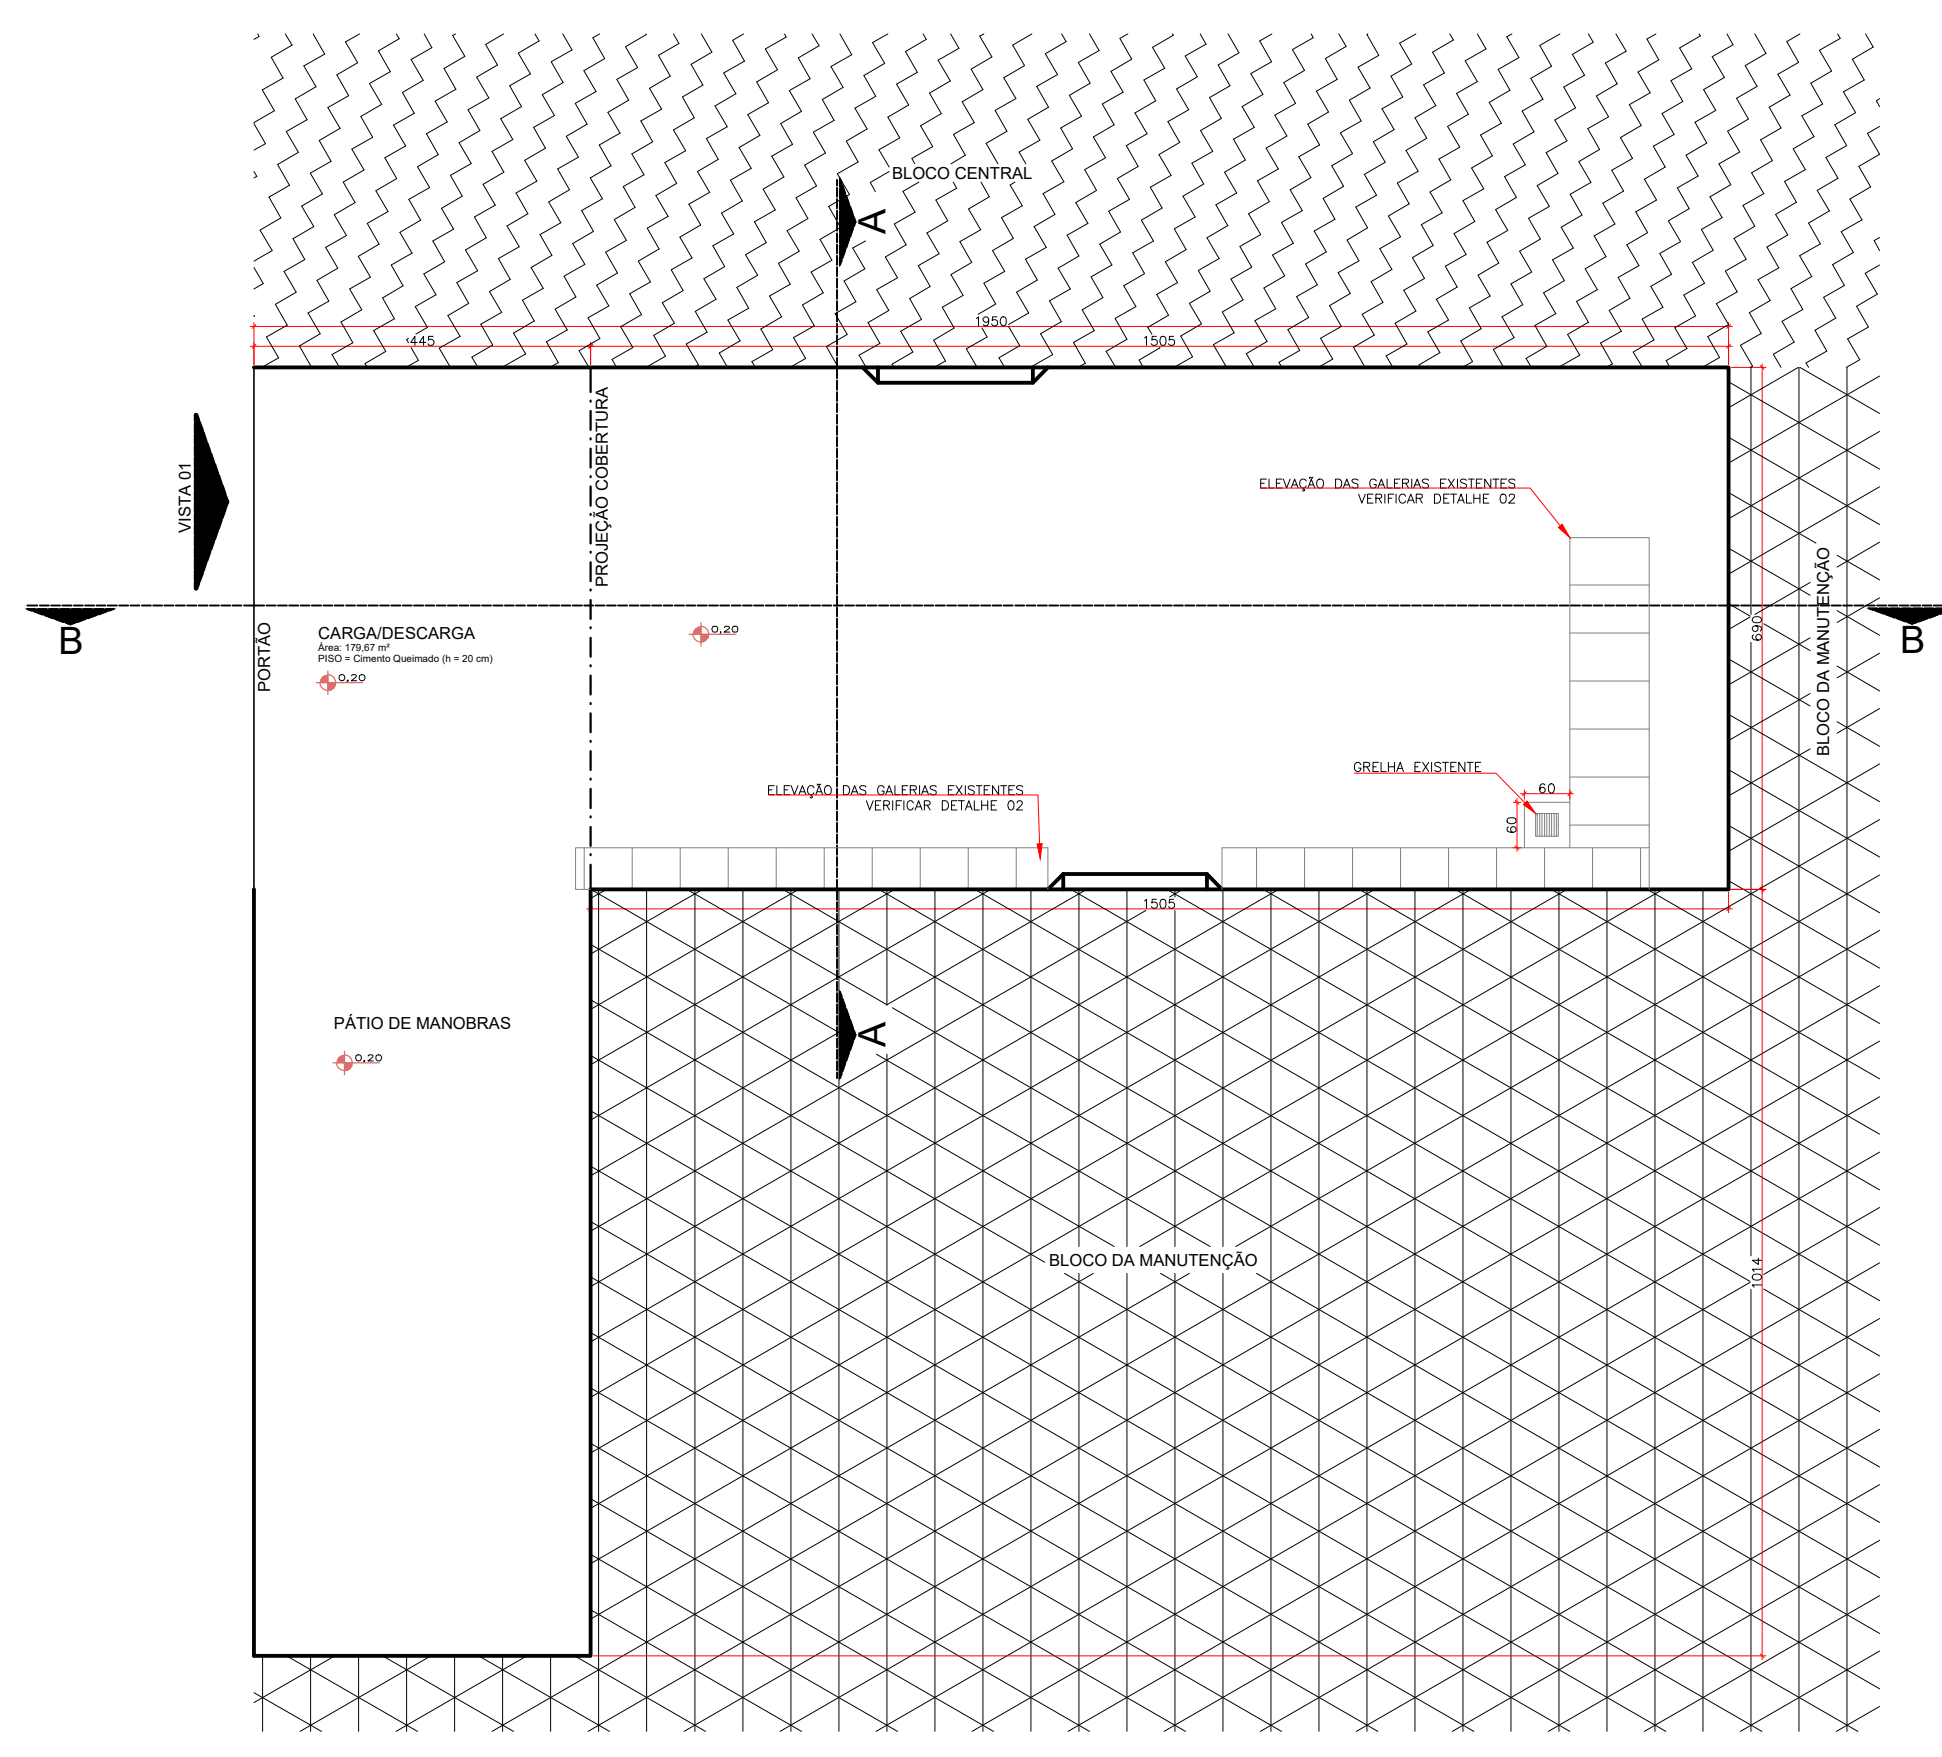 BLOCO CENTRAL
A
1950
445
1505
VISTA 01
PROJEÇÃO COBERTURA
ELEVAÇÃO DAS GALERIAS EXISTENTES
VERIFICAR DETALHE 02
BLOCO DA MANUTENÇÃO
690
B
B
PORTÃO
CARGA/DESCARGA
Área: 179,67 m²
PISO = Cimento Queimado (h = 20 cm)
0,20
0,20
GRELHA EXISTENTE
60
60
ELEVAÇÃO DAS GALERIAS EXISTENTES
VERIFICAR DETALHE 02
1505
PÁTIO DE MANOBRAS
0,20
A
BLOCO DA MANUTENÇÃO
1014